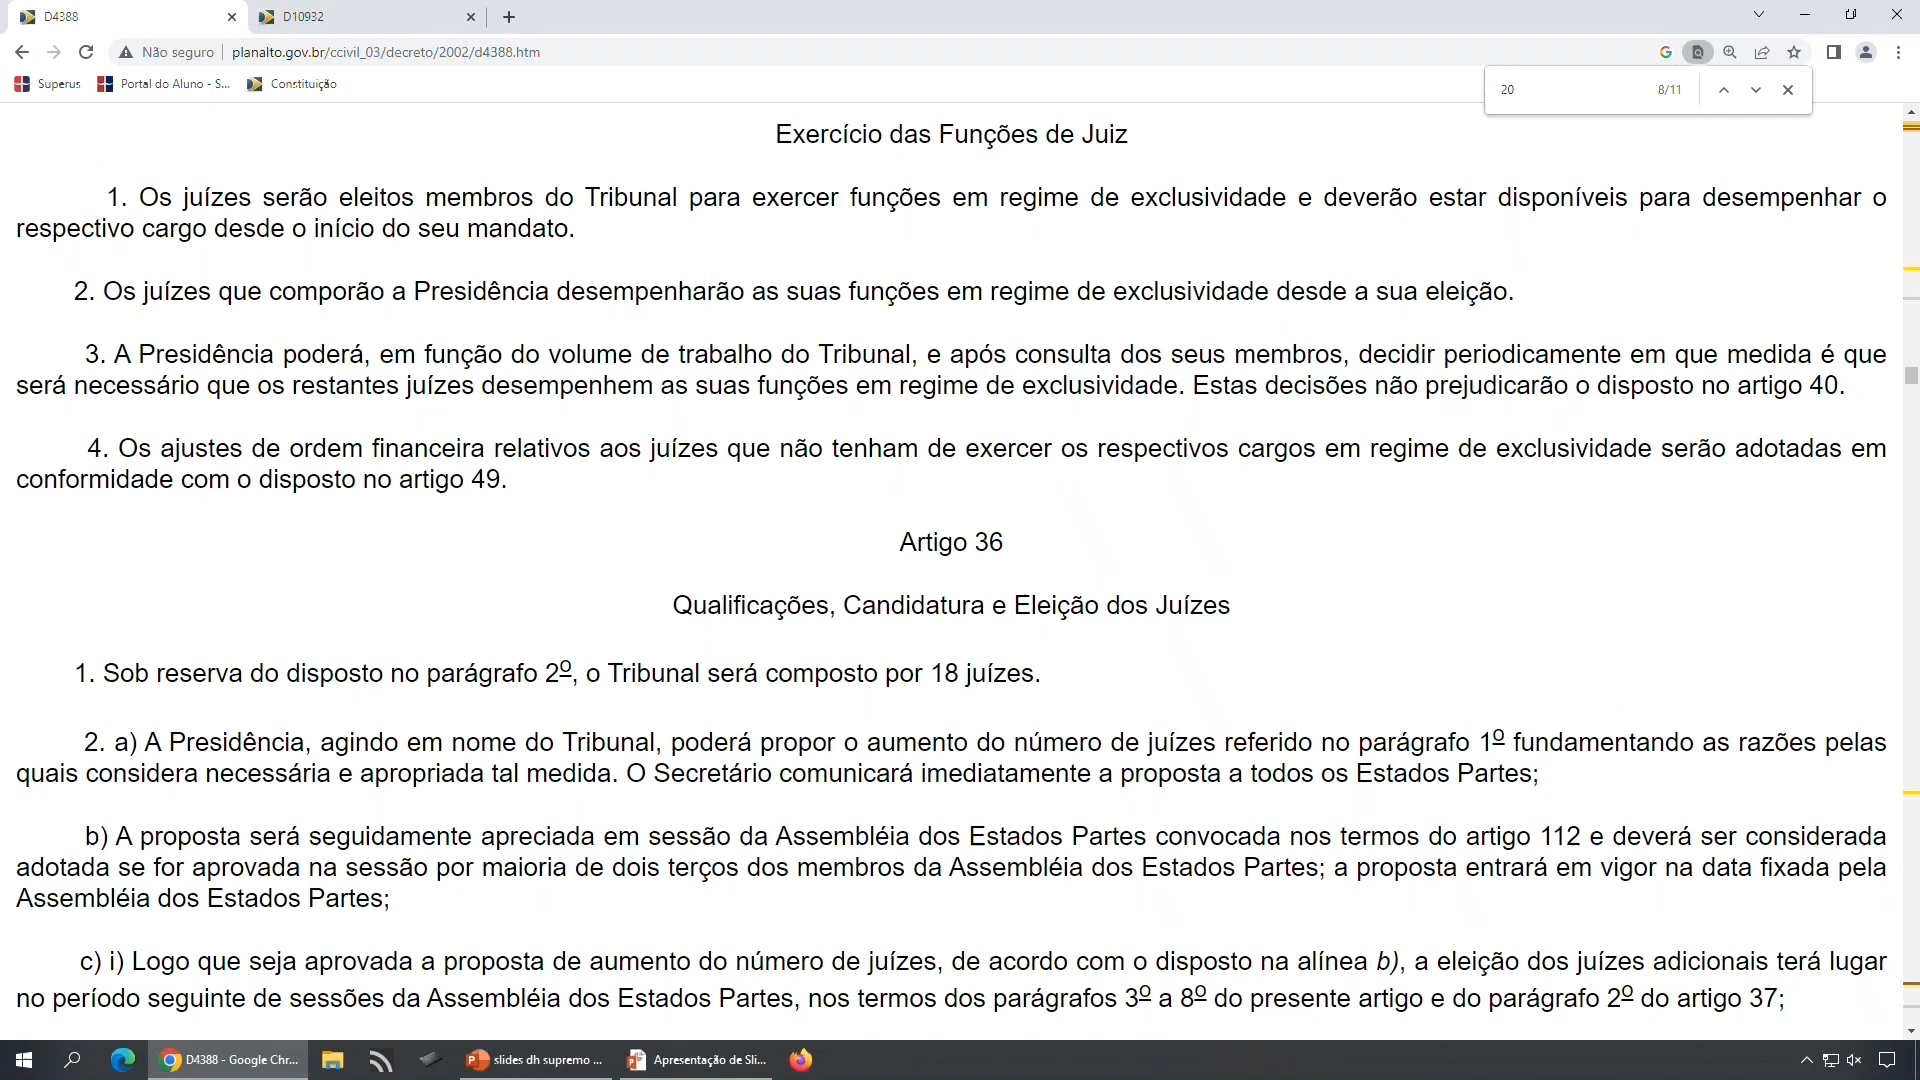 D4388
D10932
Não seguro
planalto.gov.br/ccivil_03/decreto/2002/d4388.htm
Superus
Portal do Aluno - S...
Constituição
20
8/11
Exercício das Funções de Juiz
1. Os juízes serão eleitos membros do Tribunal para exercer funções em regime de exclusividade e deverão estar disponíveis para desempenhar o
respectivo cargo desde o início do seu mandato.
2. Os juízes que comporão a Presidência desempenharão as suas funções em regime de exclusividade desde a sua eleição.
3. A Presidência poderá, em função do volume de trabalho do Tribunal, e após consulta dos seus membros, decidir periodicamente em que medida é que
será necessário que os restantes juízes desempenhem as suas funções em regime de exclusividade. Estas decisões não prejudicarão o disposto no artigo 40.
4. Os ajustes de ordem financeira relativos aos juízes que não tenham de exercer os respectivos cargos em regime de exclusividade serão adotadas em
conformidade com o disposto no artigo 49.
Artigo 36
Qualificações, Candidatura e Eleição dos Juízes
1. Sob reserva do disposto no parágrafo 2º, o Tribunal será composto por 18 juízes.
2. a) A Presidência, agindo em nome do Tribunal, poderá propor o aumento do número de juízes referido no parágrafo 1º fundamentando as razões pelas
quais considera necessária e apropriada tal medida. O Secretário comunicará imediatamente a proposta a todos os Estados Partes;
b) A proposta será seguidamente apreciada em sessão da Assembléia dos Estados Partes convocada nos termos do artigo 112 e deverá ser considerada
adotada se for aprovada na sessão por maioria de dois terços dos membros da Assembléia dos Estados Partes; a proposta entrará em vigor na data fixada pela
Assembléia dos Estados Partes;
c) i) Logo que seja aprovada a proposta de aumento do número de juízes, de acordo com o disposto na alínea b), a eleição dos juízes adicionais terá lugar
no período seguinte de sessões da Assembléia dos Estados Partes, nos termos dos parágrafos 3º a 8º do presente artigo e do parágrafo 2º do artigo 37;
D4388 - Google Chr...
slides dh supremo ...
Apresentação de Sli...